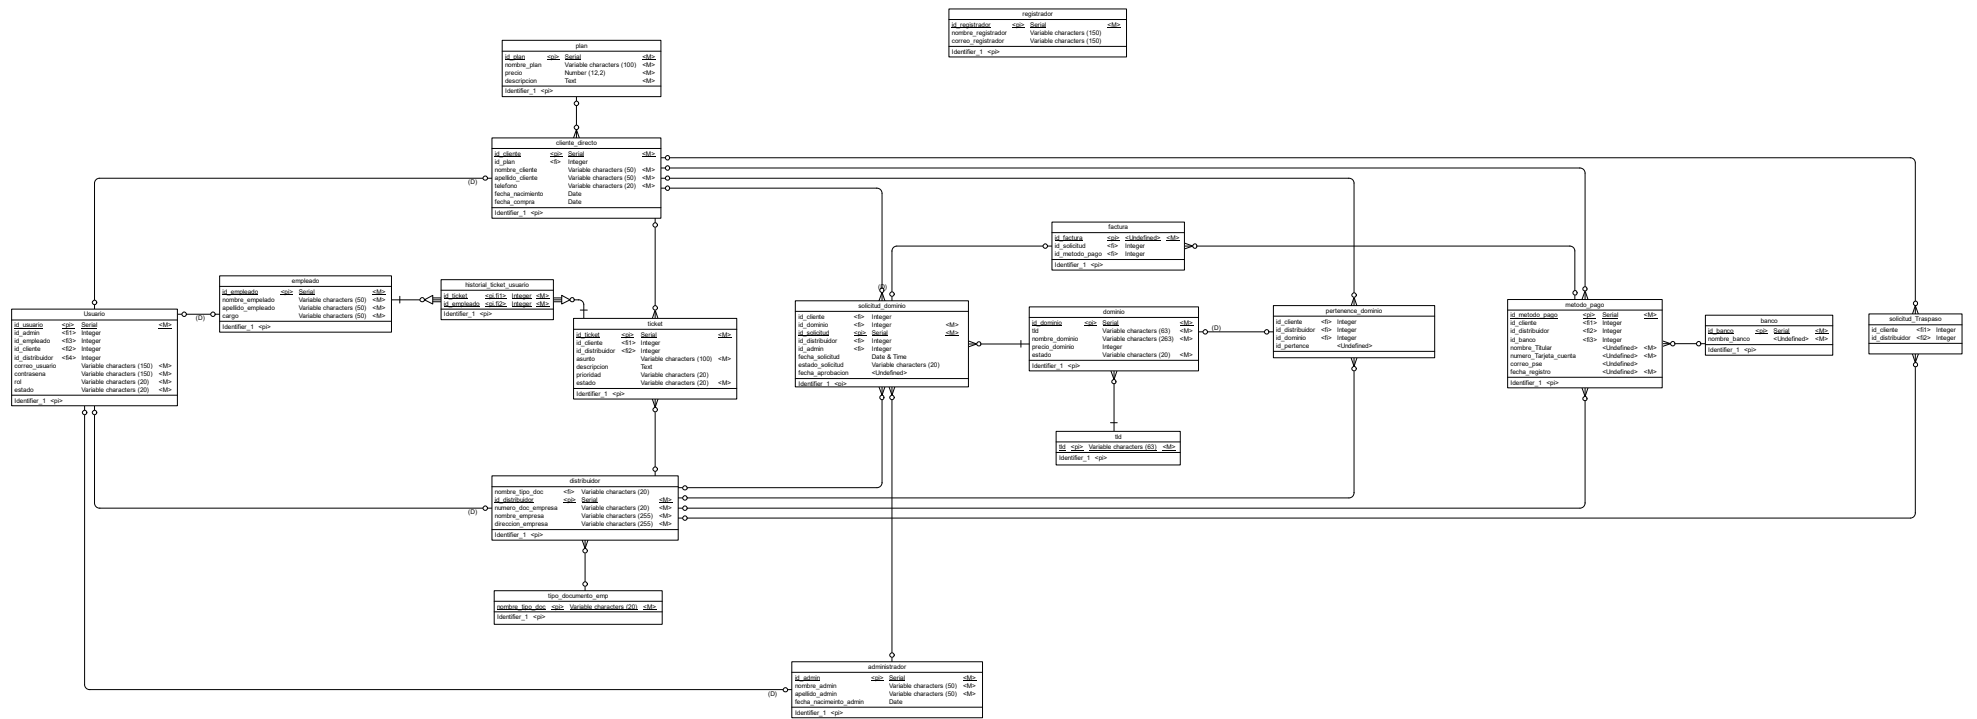 registrador
id_registrador <pi> Serial <M>
nombre_registrador Variable characters (150)
correo_registrador Variable characters (150)
Identifier_1 <pi>
plan
id_plan <pi> Serial <M>
nombre_plan Variable characters (100) <M>
precio Number (12,2) <M>
descripcion Text <M>
Identifier_1 <pi>
cliente_directo
id_cliente <pi> Serial <M>
id_plan <fi> Integer
nombre_cliente Variable characters (50) <M>
apellido_cliente Variable characters (50) <M>
telefono Variable characters (20) <M>
fecha_nacimiento Date
fecha_compra Date
Identifier_1 <pi>
(D)
factura
id_factura <pi> <Undefined> <M>
id_solicitud <fi> Integer
id_metodo_pago <fi> Integer
Identifier_1 <pi>
empleado
id_empleado <pi> Serial <M>
nombre_empelado Variable characters (50) <M>
apellido_empleado Variable characters (50) <M>
cargo Variable characters (50) <M>
Identifier_1 <pi>
historial_ticket_usuario
id_ticket <pi,fi1> Integer <M>
id_empleado <pi,fi2> Integer <M>
Identifier_1 <pi>
Usuario
id_usuario <pi> Serial <M>
id_admin <fi1> Integer
id_empleado <fi3> Integer
id_cliente <fi2> Integer
id_distribuidor <fi4> Integer
correo_usuario Variable characters (150) <M>
contrasena Variable characters (150) <M>
rol Variable characters (20) <M>
estado Variable characters (20) <M>
Identifier_1 <pi>
(D)
ticket
id_ticket <pi> Serial <M>
id_cliente <fi1> Integer
id_distribuidor <fi2> Integer
asunto Variable characters (100) <M>
descripcion Text
prioridad Variable characters (20)
estado Variable characters (20) <M>
Identifier_1 <pi>
(D)
solicitud_dominio
id_cliente <fi> Integer
id_dominio <fi> Integer <M>
id_solicitud <pi> Serial <M>
id_distribuidor <fi> Integer
id_admin <fi> Integer
fecha_solicitud Date & Time
estado_solicitud Variable characters (20)
fecha_aprobacion <Undefined>
Identifier_1 <pi>
dominio
id_dominio <pi> Serial <M>
tld Variable characters (63) <M>
nombre_dominio Variable characters (263) <M>
precio_dominio Integer
estado Variable characters (20) <M>
Identifier_1 <pi>
(D)
pertenence_dominio
id_cliente <fi> Integer
id_distribuidor <fi> Integer
id_dominio <fi> Integer
id_pertence <Undefined>
metodo_pago
id_metodo_pago <pi> Serial <M>
id_cliente <fi1> Integer
id_distribuidor <fi2> Integer
id_banco <fi3> Integer
nombre_Titular <Undefined> <M>
numero_Tarjeta_cuenta <Undefined> <M>
correo_pse <Undefined>
fecha_registro <Undefined> <M>
Identifier_1 <pi>
banco
id_banco <pi> Serial <M>
nombre_banco <Undefined> <M>
Identifier_1 <pi>
solicitud_Traspaso
id_cliente <fi1> Integer
id_distribuidor <fi2> Integer
tld
tld <pi> Variable characters (63) <M>
Identifier_1 <pi>
distribuidor
nombre_tipo_doc <fi> Variable characters (20)
id_distribuidor <pi> Serial <M>
numero_doc_empresa Variable characters (20) <M>
nombre_empresa Variable characters (255) <M>
direccion_empresa Variable characters (255) <M>
Identifier_1 <pi>
(D)
tipo_documento_emp
nombre_tipo_doc <pi> Variable characters (20) <M>
Identifier_1 <pi>
administrador
id_admin <pi> Serial <M>
nombre_admin Variable characters (50) <M>
apellido_admin Variable characters (50) <M>
fecha_nacimeinto_admin Date
Identifier_1 <pi>
(D)